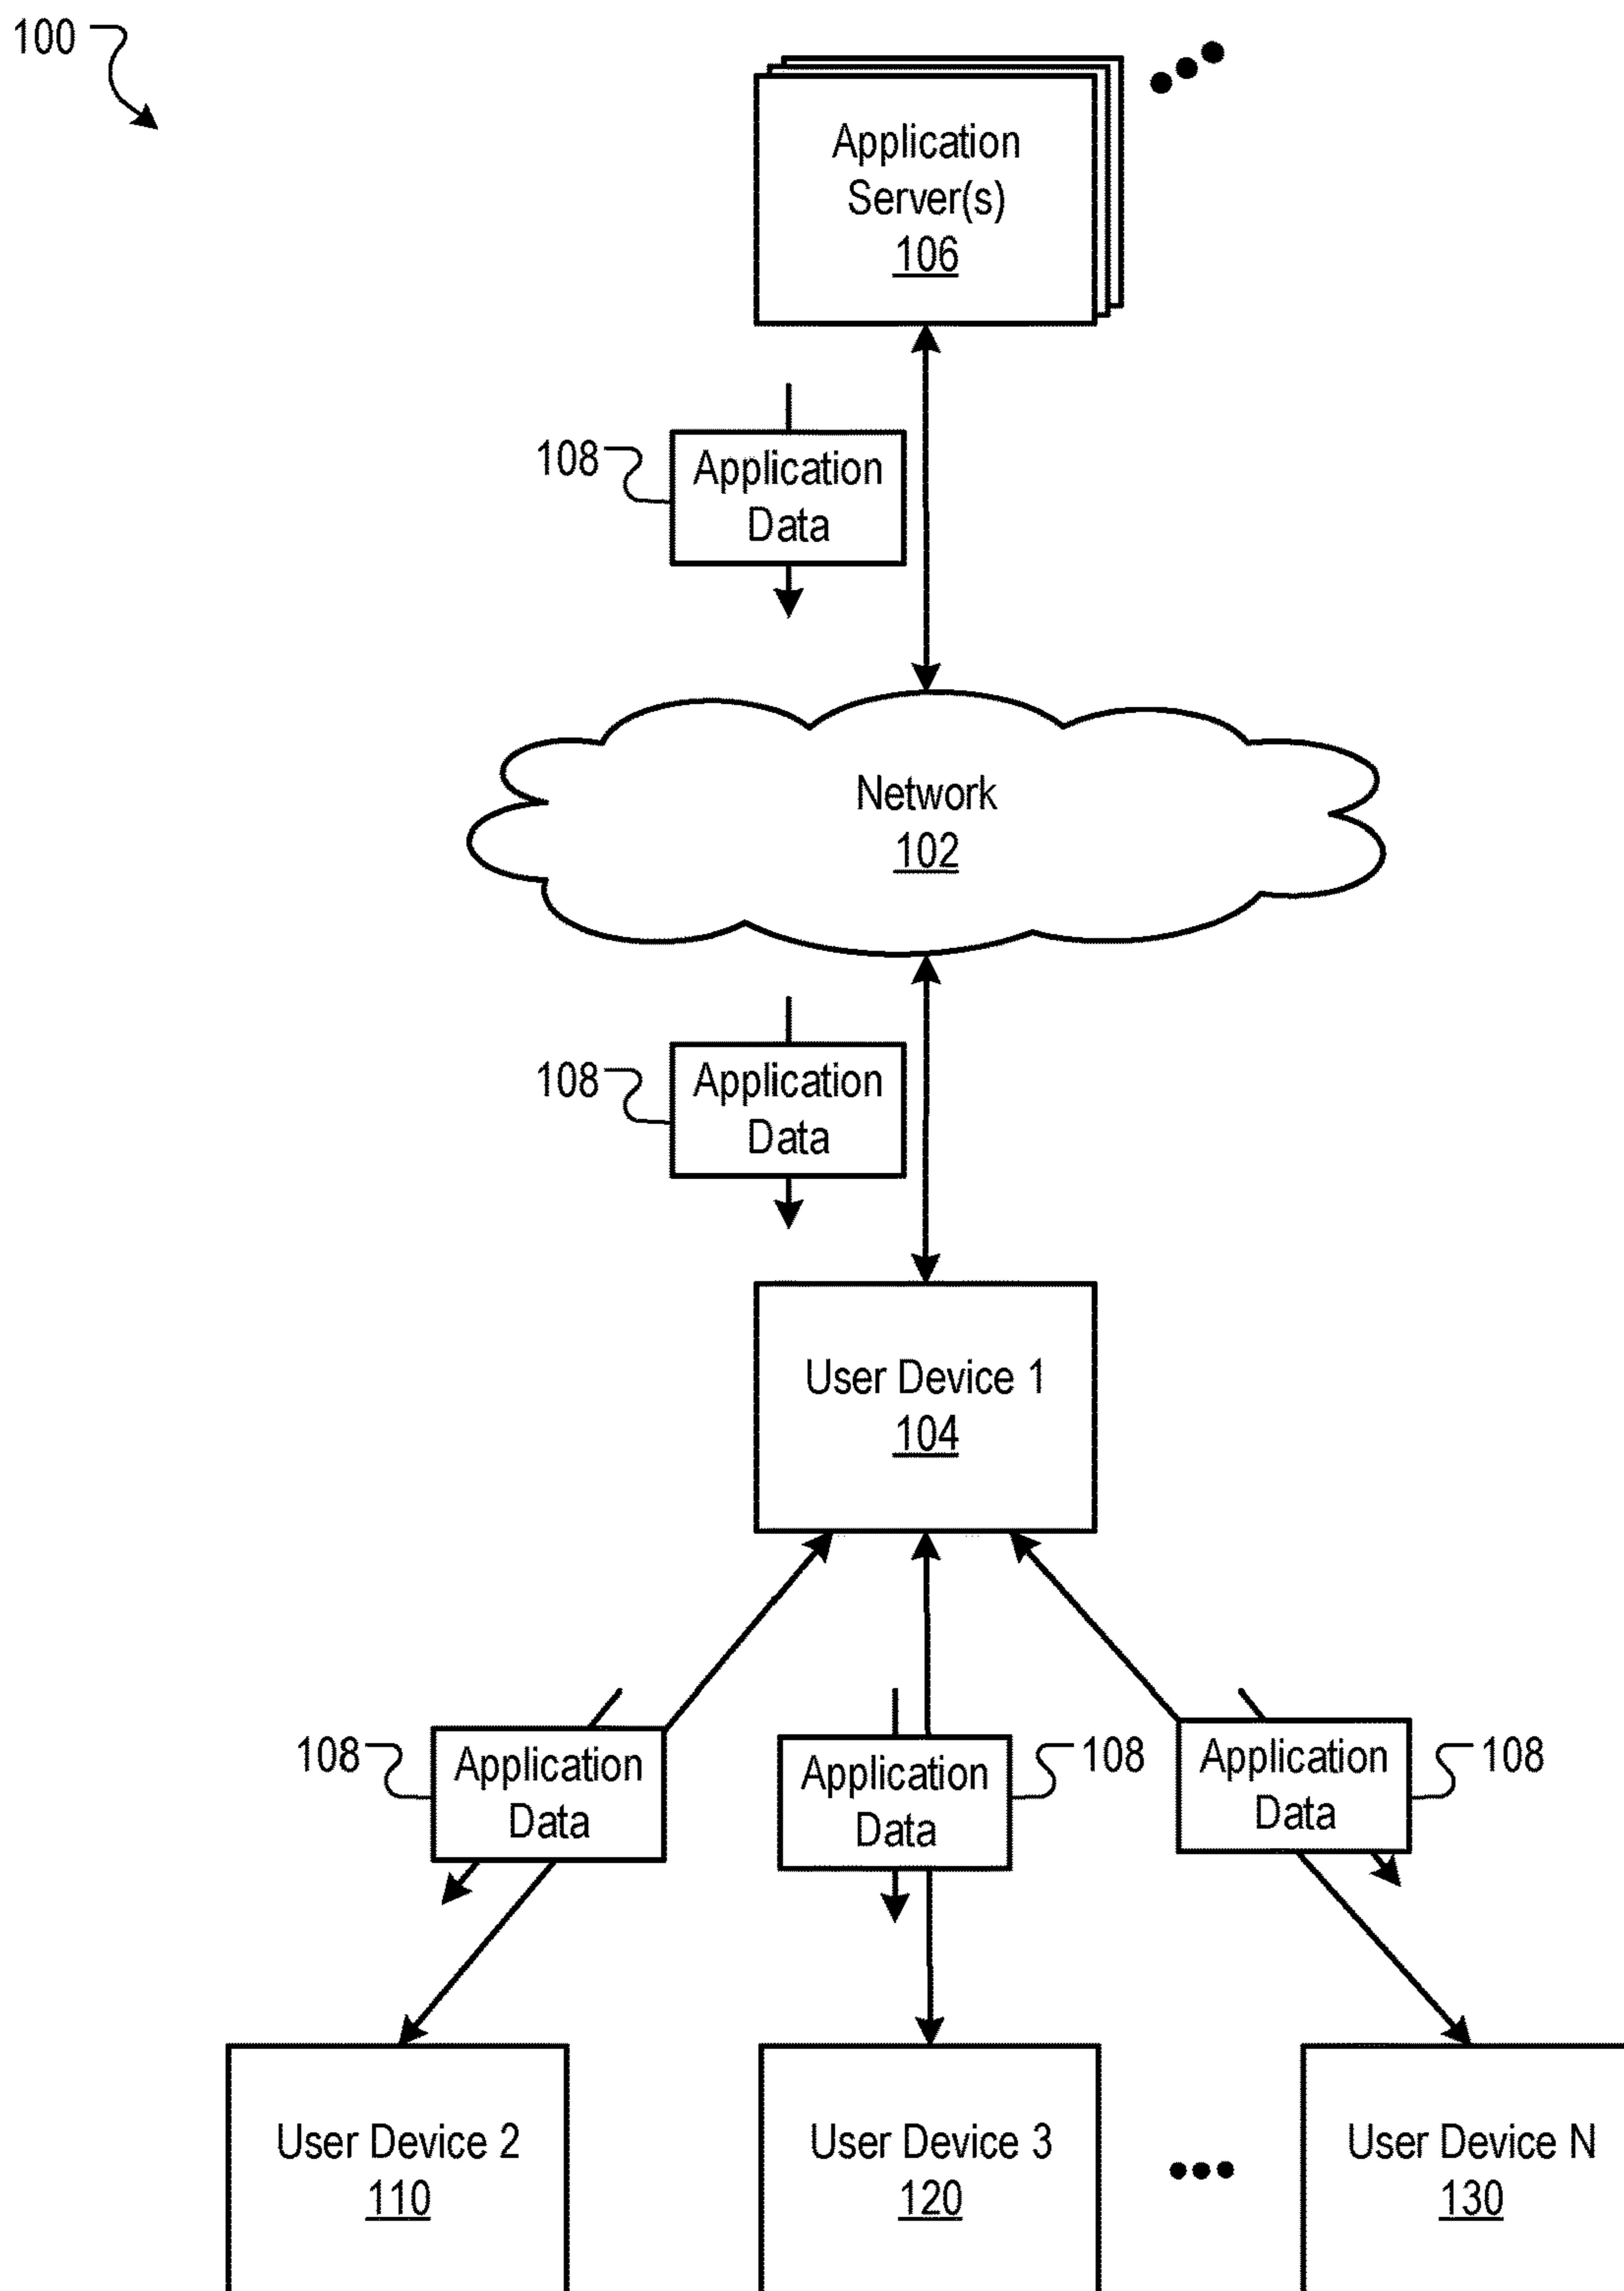 100
Application
Server(s)
106
108
Application
Data
Network
102
108
Application
Data
User Device 1
104
108
Application
Data
Application
Data
108
Application
Data
108
User Device 2
110
User Device 3
120
User Device N
130